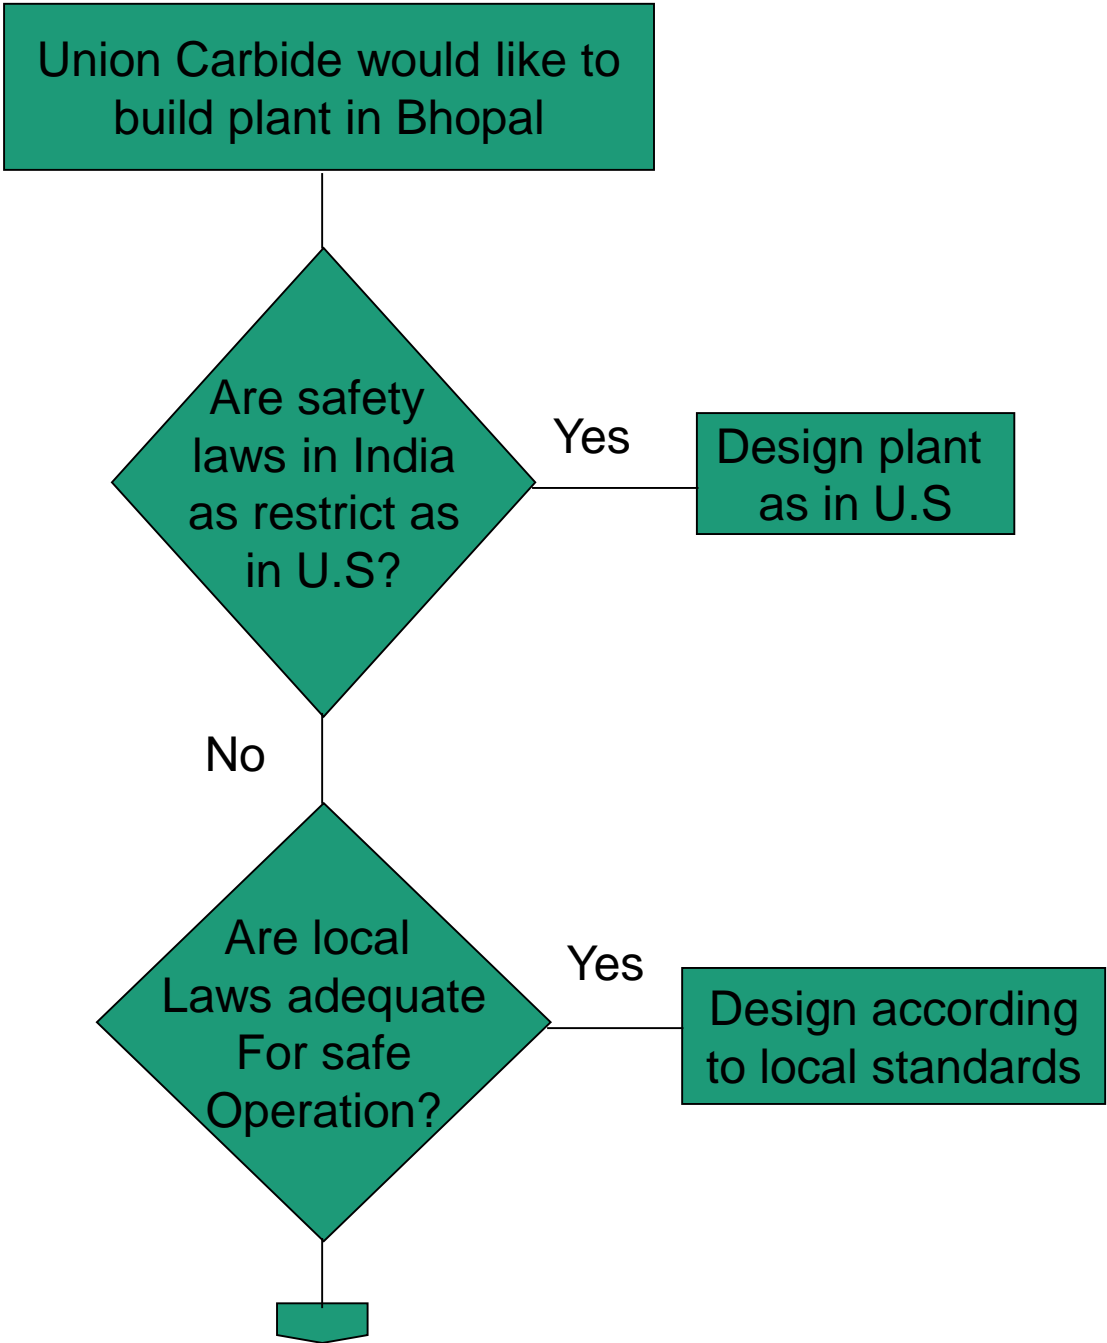 Union Carbide would like to
build plant in Bhopal
Are safety
laws in India
as restrict as
in U.S?
Yes
Design plant
as in U.S
No
Are local
Laws adequate
For safe
Operation?
Yes
Design according
to local standards